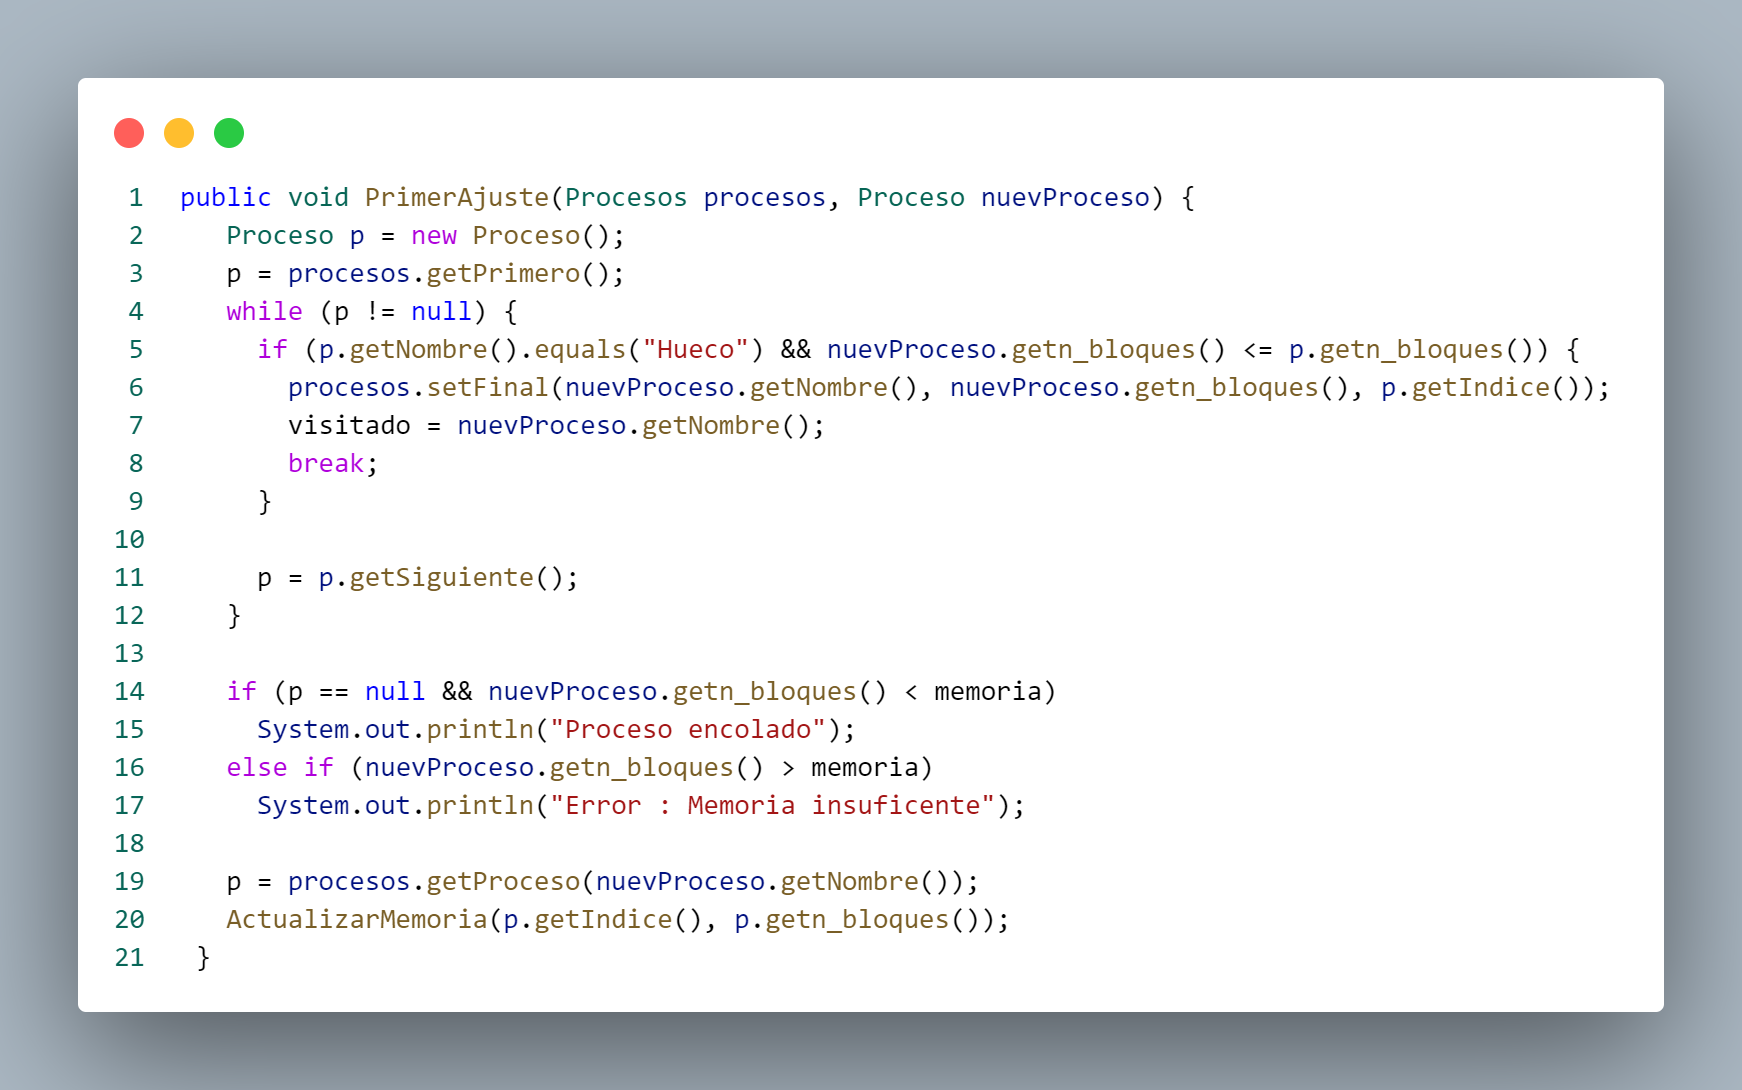 1 public void PrimerAjuste(Procesos procesos, Proceso nuevProceso) {
2 Proceso p = new Proceso();
3 p = procesos.getPrimero();
4 while (p != null) {
5 if (p.getNombre().equals("Hueco") && nuevProceso.getn_bloques() <= p.getn_bloques()) {
6 procesos.setFinal(nuevProceso.getNombre(), nuevProceso.getn_bloques(), p.getIndice());
7 visitado = nuevProceso.getNombre();
8 break;
9 }
10
11 p = p.getSiguiente();
12 }
13
14 if (p == null && nuevProceso.getn_bloques() < memoria)
15 System.out.println("Proceso encolado");
16 else if (nuevProceso.getn_bloques() > memoria)
17 System.out.println("Error : Memoria insuficente");
18
19 p = procesos.getProceso(nuevProceso.getNombre());
20 ActualizarMemoria(p.getIndice(), p.getn_bloques());
21 }